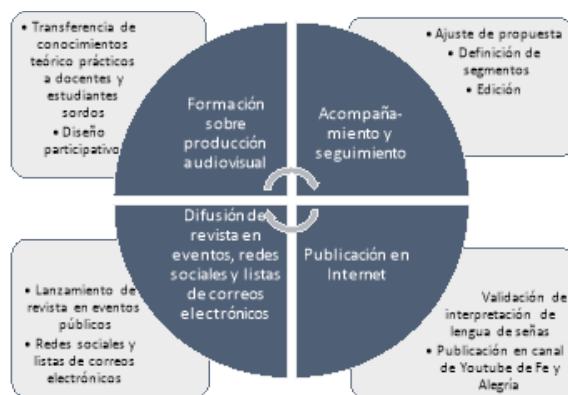 • Transferencia de
conocimientos
teórico prácticos
a docentes y
estudiantes
sordos
• Diseño
participativo
Formación
sobre
producción
audiovisual
Acompaña-
miento y
seguimiento
• Ajuste de propuesta
• Definición de
segmentos
• Edición
• Lanzamiento de
revista en eventos
públicos
• Redes sociales y
listas de correos
electrónicos
Difusión de
revista en
eventos, redes
sociales y listas
de correos
electrónicos
Publicación en
Internet
Validación de
interpretación de
lengua de señas
• Publicación en canal
de Youtube de Fe y
Alegría